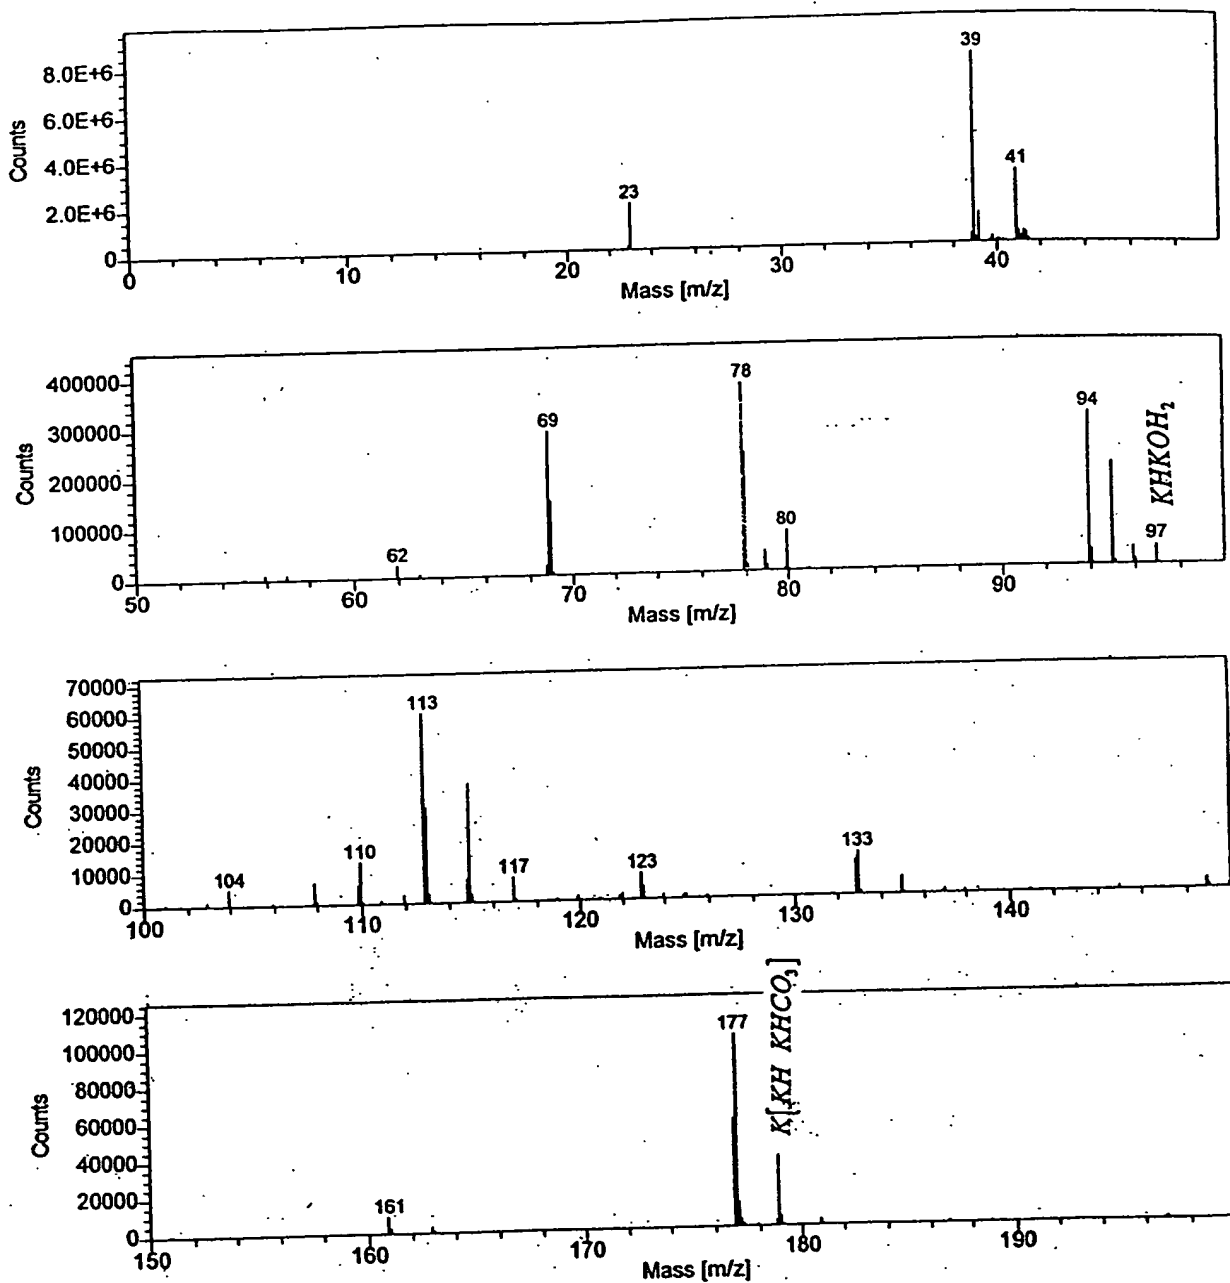 Counts
8.0E+6
6.0E+6
4.0E+6
2.0E+6
0
23
39
41
0 10 20 30 40
Mass [m/z]
Counts
400000
300000
200000
100000
0
62
69
78
80
94
97
KHKOH₂
50 60 70 80 90
Mass [m/z]
Counts
70000
60000
50000
40000
30000
20000
10000
0
104
110
113
117
123
133
100 110 120 130 140
Mass [m/z]
Counts
120000
100000
80000
60000
40000
20000
0
161
177
K[KH KHCO₃]
150 160 170 180 190
Mass [m/z]